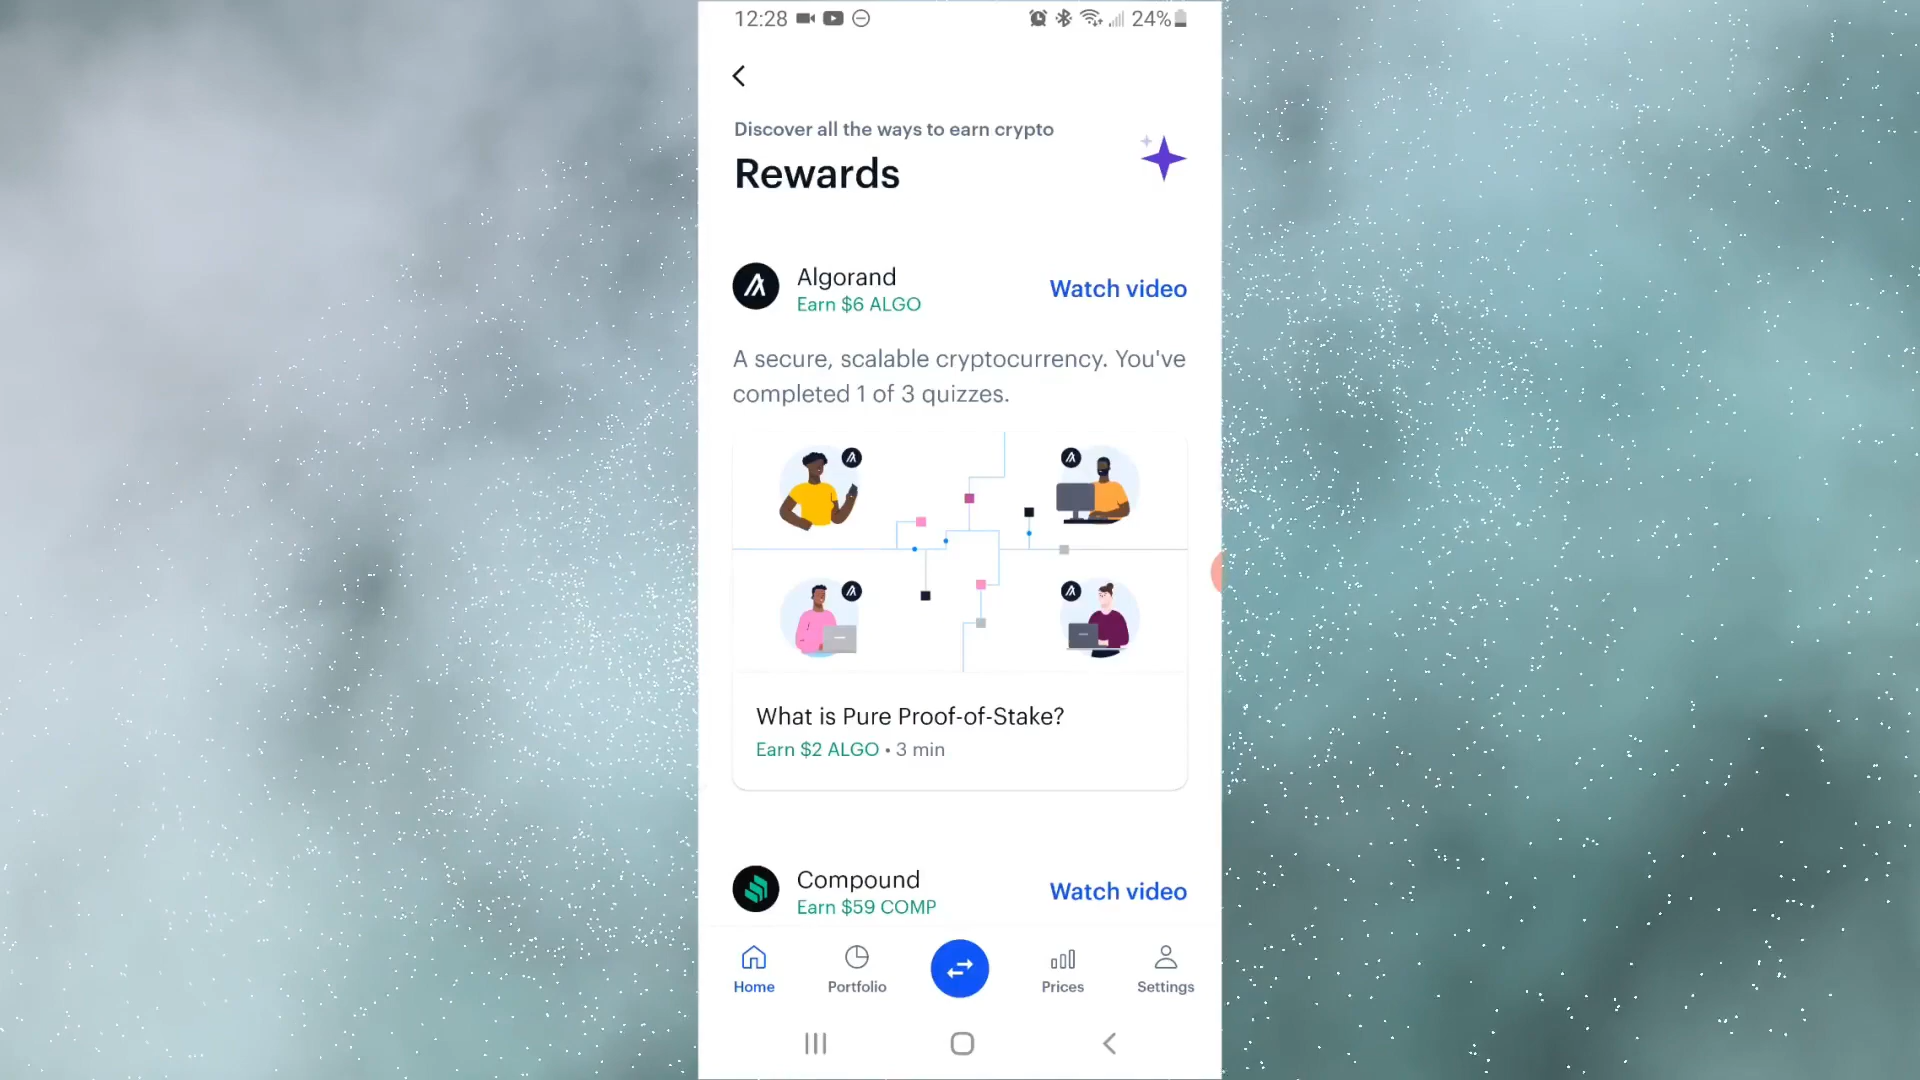 12:28
24%
Discover all the ways to earn crypto
Rewards
Algorand
Earn $6 ALGO
Watch video
A secure, scalable cryptocurrency. You've
completed 1 of 3 quizzes.
What is Pure Proof-of-Stake?
Earn $2 ALGO • 3 min
Compound
Earn $59 COMP
Watch video
Home
Portfolio
Prices
Settings